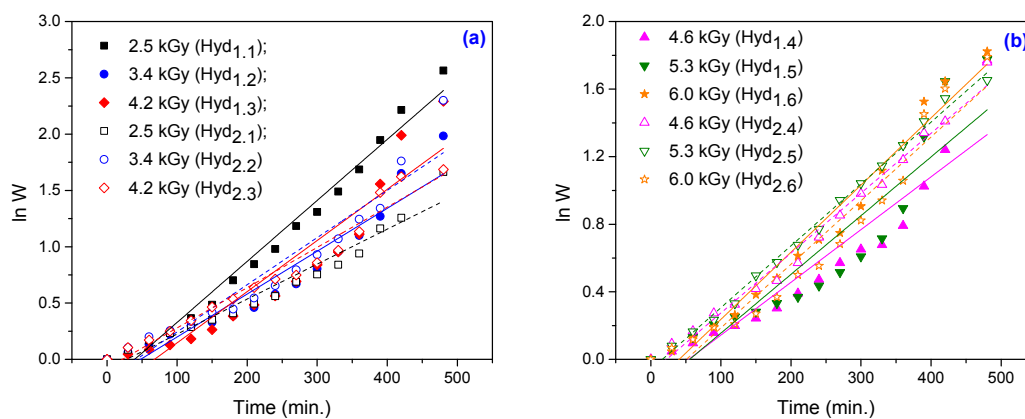 (a)
2.5 kGy (Hyd1.1);
3.4 kGy (Hyd1.2);
4.2 kGy (Hyd1.3);
2.5 kGy (Hyd2.1);
3.4 kGy (Hyd2.2)
4.2 kGy (Hyd2.3)
3.0
2.5
2.0
1.5
1.0
0.5
0.0
ln W
0 100 200 300 400 500
Time (min.)
(b)
4.6 kGy (Hyd1.4)
5.3 kGy (Hyd1.5)
6.0 kGy (Hyd1.6)
4.6 kGy (Hyd2.4)
5.3 kGy (Hyd2.5)
6.0 kGy (Hyd2.6)
2.0
1.6
1.2
0.8
0.4
0.0
ln W
0 100 200 300 400 500
Time (min.)